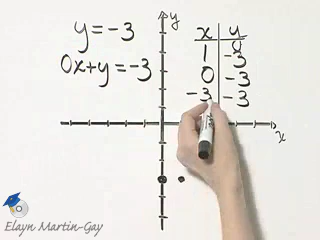 y = -3
0x + y = -3
x y
1 -3
0 -3
-3 -3
y
x
Elayn Martin-Gay